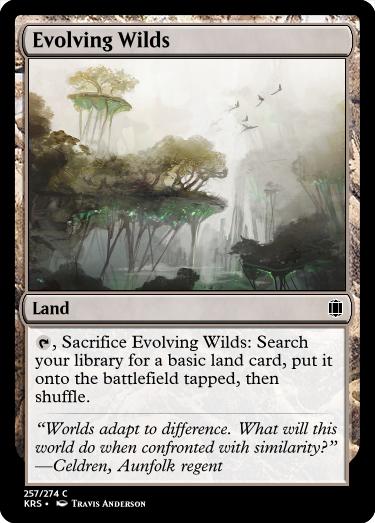 Evolving Wilds
Land
, Sacrifice Evolving Wilds: Search
your library for a basic land card, put it
onto the battlefield tapped, then
shuffle.
“Worlds adapt to difference. What will this
world do when confronted with similarity?”
—Celdren, Aunfolk regent
257/274 C
KRS • Travis Anderson